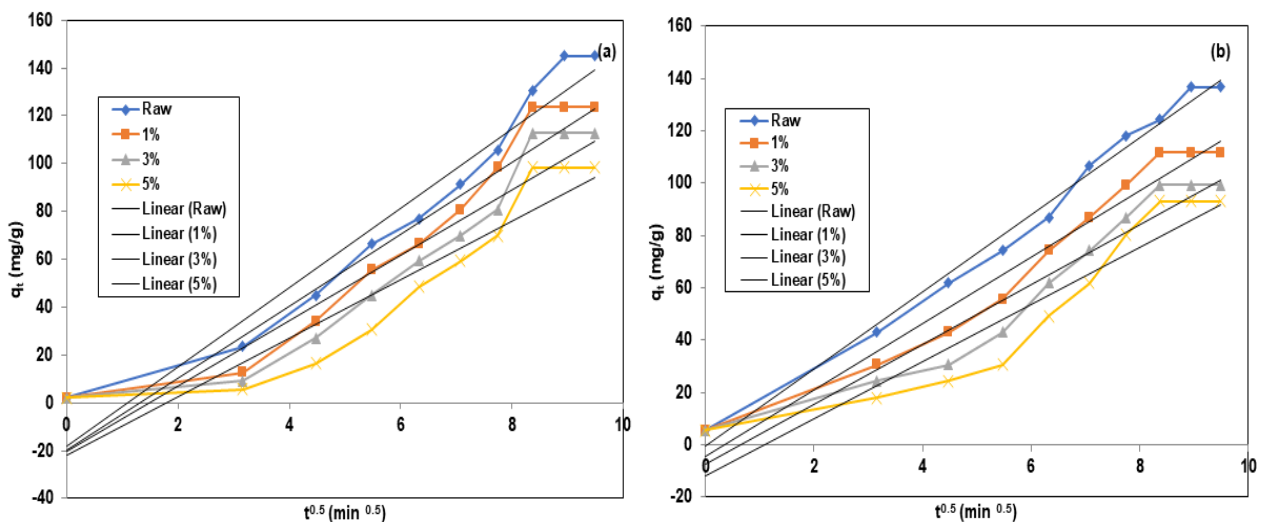 160
140
120
100
80
60
40
20
0
-20
-40
0
2
4
6
8
10
qt (mg/g)
t0.5 (min 0.5)
(a)
Raw
1%
3%
5%
Linear (Raw)
Linear (1%)
Linear (3%)
Linear (5%)
160
140
120
100
80
60
40
20
0
-20
0
2
4
6
8
10
qt (mg/g)
t0.5 (min 0.5)
(b)
Raw
1%
3%
5%
Linear (Raw)
Linear (1%)
Linear (3%)
Linear (5%)